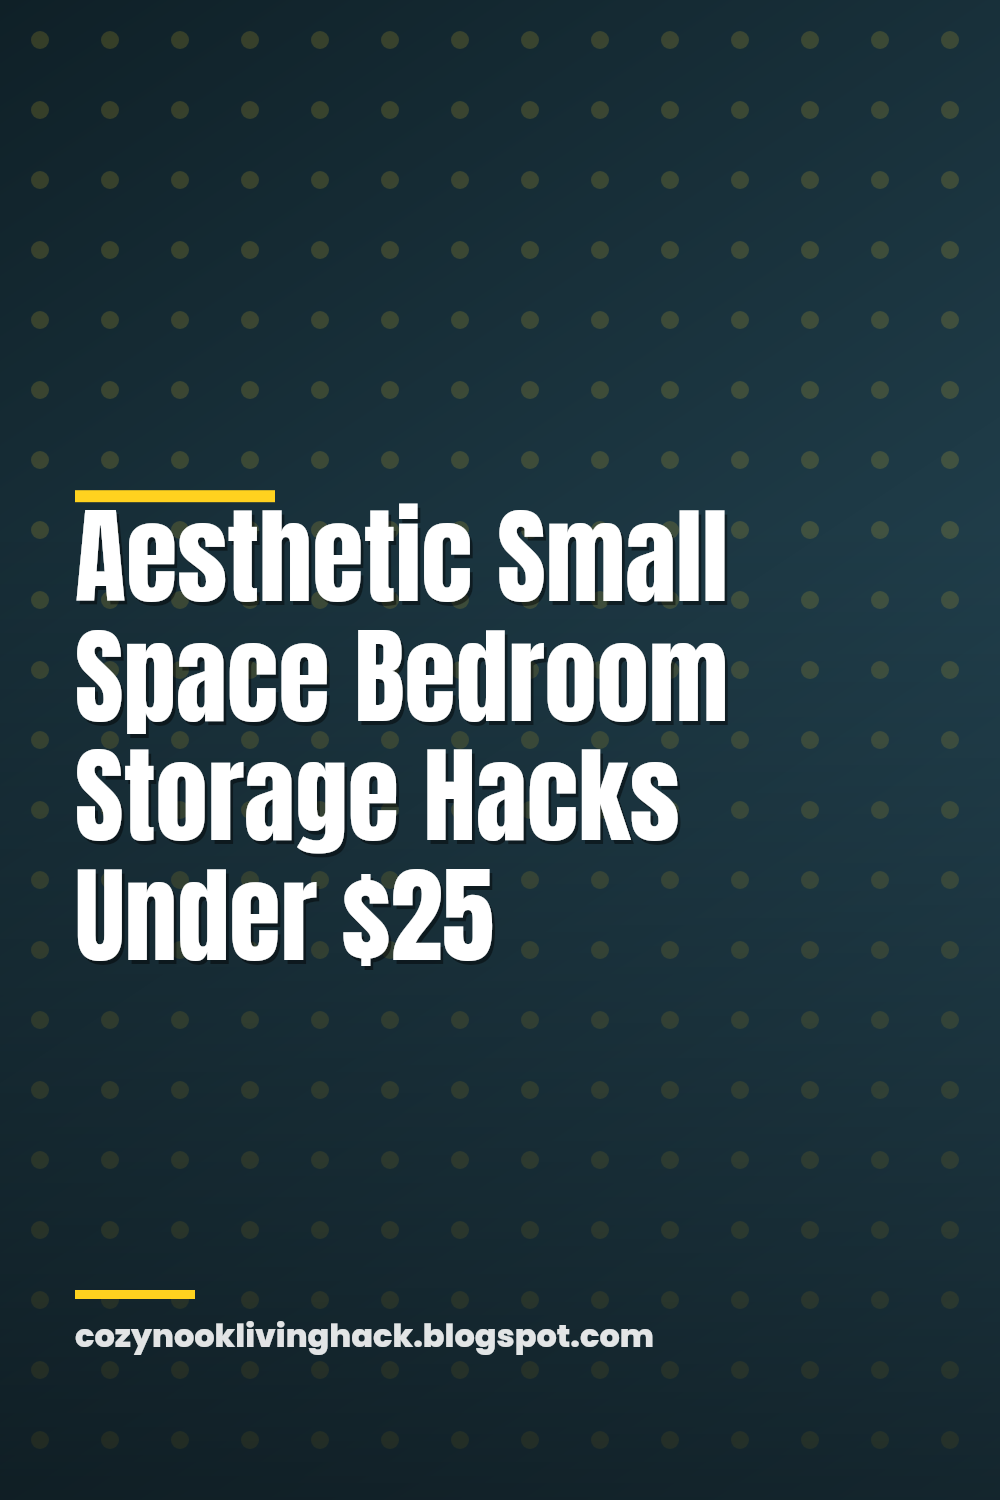 Aesthetic Small
Space Bedroom
Storage Hacks
Under $25
cozynooklivinghack.blogspot.com